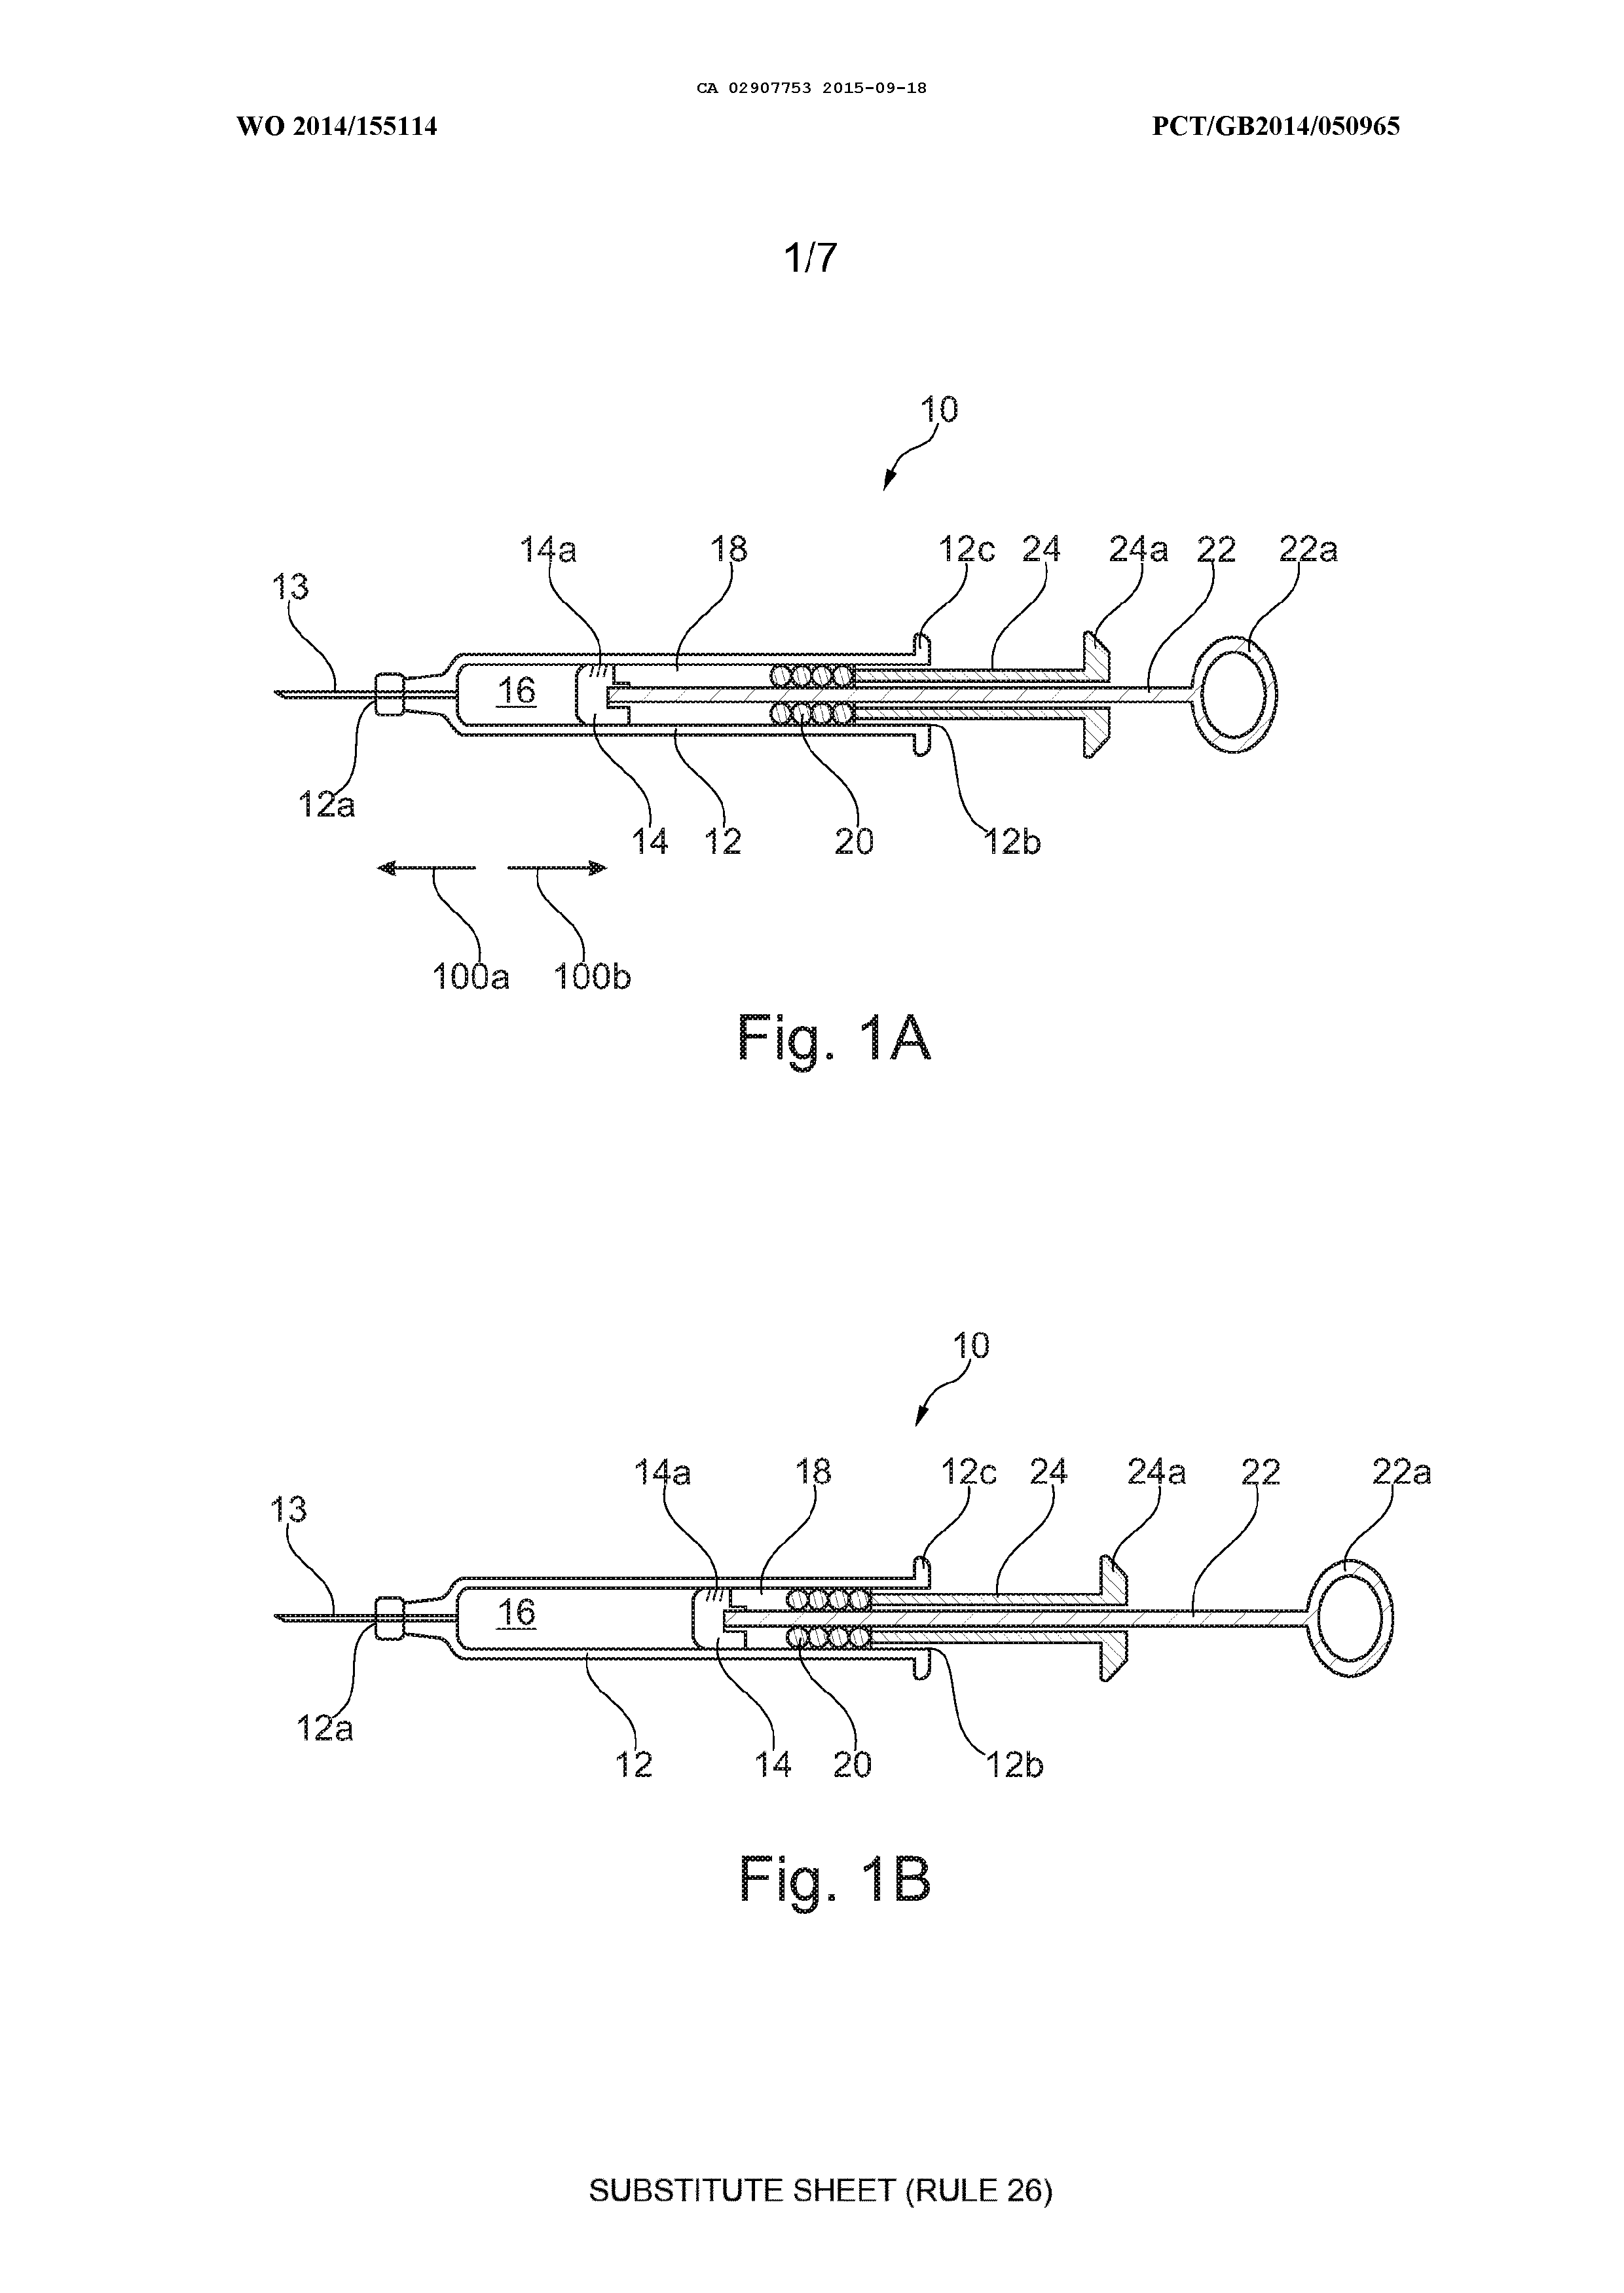 CA 02907753 2015-09-18
WO 2014/155114 PCT/GB2014/050965
1/7
10
14a 18 12c 24 24a 22 22a
13
16
12a
14 12 20 12b
100a 100b
Fig. 1A
10
14a 18 12c 24 24a 22 22a
13
16
12a
12 14 20 12b
Fig. 1B
SUBSTITUTE SHEET (RULE 26)